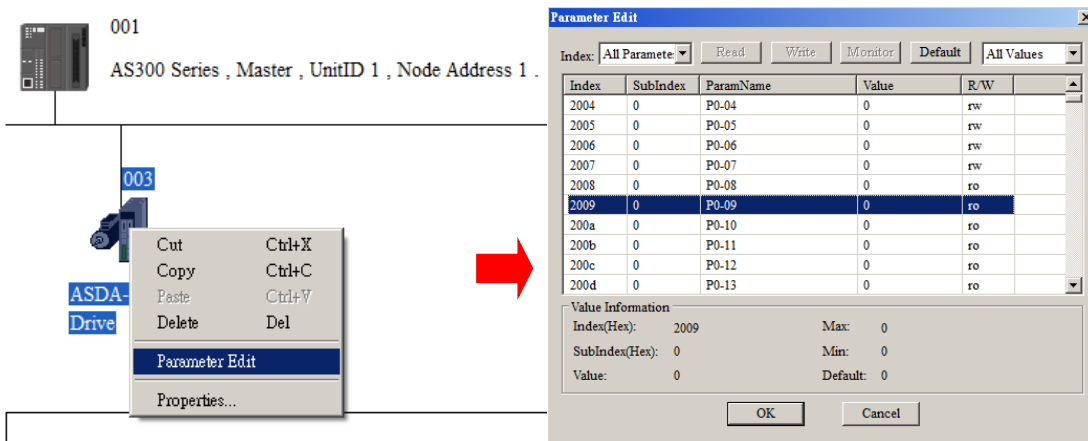 001
AS300 Series , Master , UnitID 1 , Node Address 1 .
003
ASDA-
Drive
Cut Ctrl+X
Copy Ctrl+C
Paste Ctrl+V
Delete Del
Parameter Edit
Properties...
Parameter Edit
Index: All Paramete Read Write Monitor Default All Values
Index SubIndex ParamName Value R/W
2004 0 P0-04 0 rw
2005 0 P0-05 0 rw
2006 0 P0-06 0 rw
2007 0 P0-07 0 rw
2008 0 P0-08 0 ro
2009 0 P0-09 0 ro
200a 0 P0-10 0 ro
200b 0 P0-11 0 ro
200c 0 P0-12 0 ro
200d 0 P0-13 0 ro
Value Information
Index(Hex): 2009 Max: 0
SubIndex(Hex): 0 Min: 0
Value: 0 Default: 0
OK Cancel